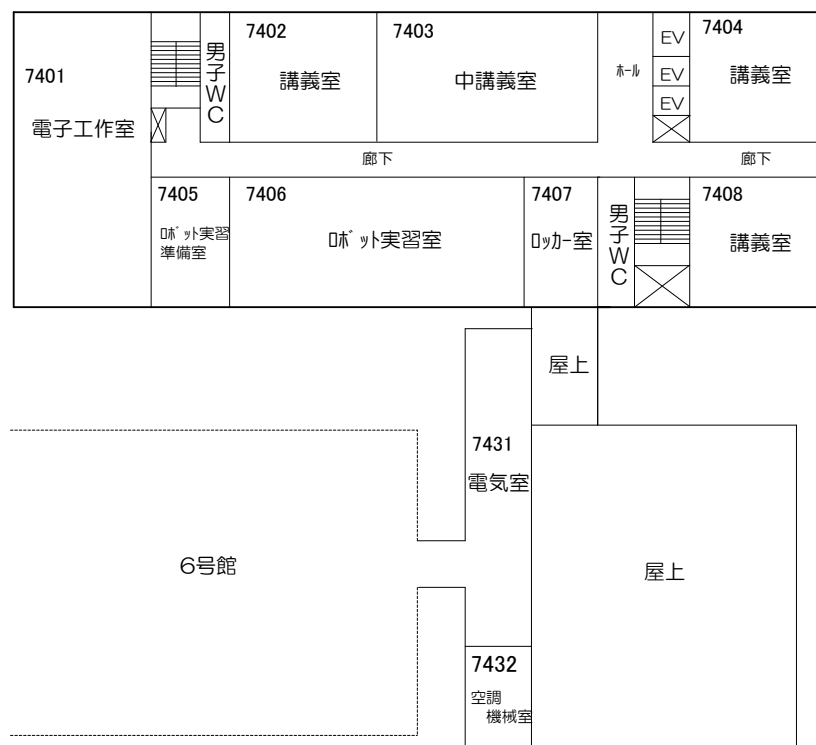 7401
電子工作室
男子WC
7402
講義室
7403
中講義室
ﾎｰﾙ
EV
EV
EV
7404
講義室
廊下
廊下
7405
ﾛﾎﾞｯﾄ実習
準備室
7406
ﾛﾎﾞｯﾄ実習室
7407
ﾛｯｶｰ室
男子WC
7408
講義室
屋上
7431
電気室
6号館
屋上
7432
空調
機械室